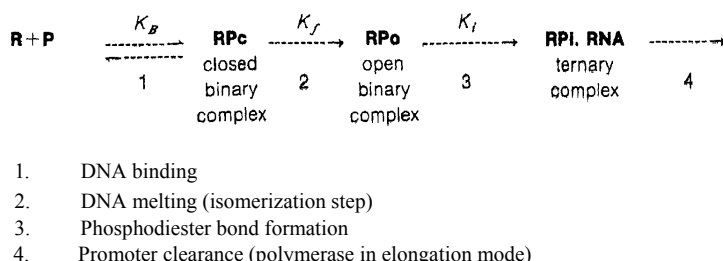 K_B K_f K_i
R+P RPc RPo RPi. RNA
closed open ternary
1 binary 2 binary 3 complex 4
complex complex
1. DNA binding
2. DNA melting (isomerization step)
3. Phosphodiester bond formation
4. Promoter clearance (polymerase in elongation mode)